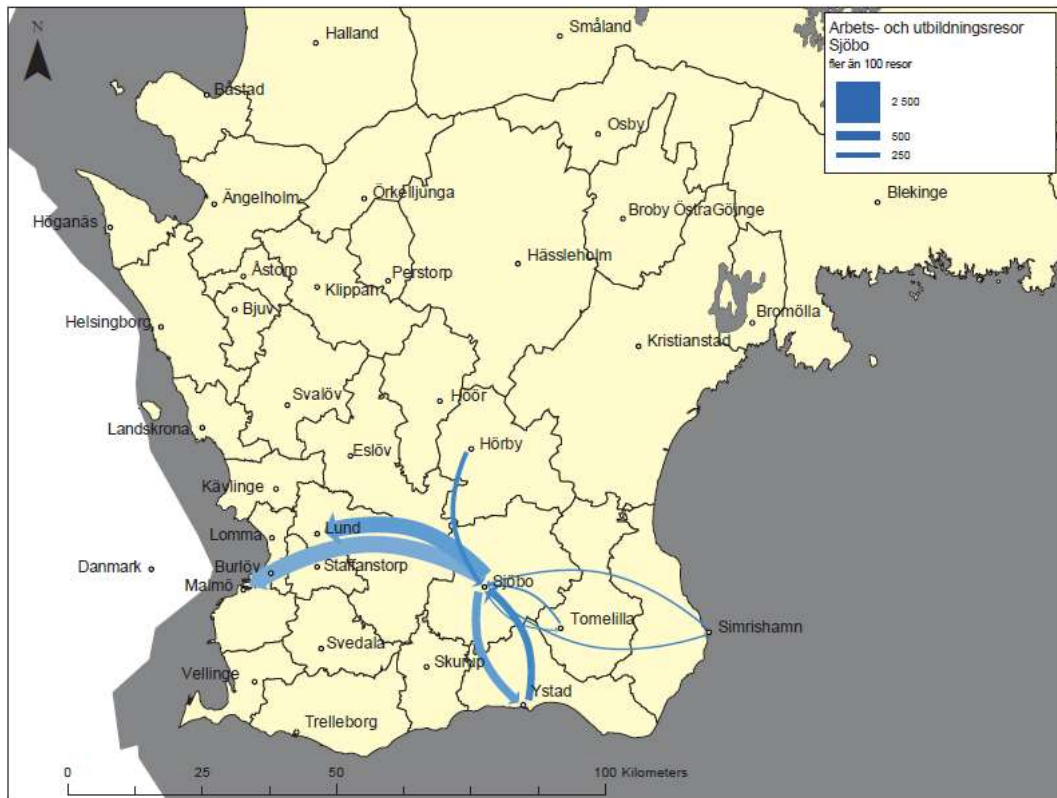 N
Halland
Småland
Arbets- och utbildningsresor
Sjöbo
fler än 100 resor
2 500
500
250
Båstad
Osby
Ängelholm
Örkelljunga
Broby ÖstraGöinge
Blekinge
Höganäs
Åstorp
Perstorp
Hässleholm
Klippan
Bjuv
Bromölla
Helsingborg
Kristianstad
Svalöv
Höör
Landskrona
Hörby
Eslöv
Kävlinge
Lund
Lomma
Danmark
Burlöv
Staffanstorp
Malmö
Sjöbo
Tomelilla
Simrishamn
Svedala
Skurup
Vellinge
Ystad
Trelleborg
0 25 50 100 Kilometers